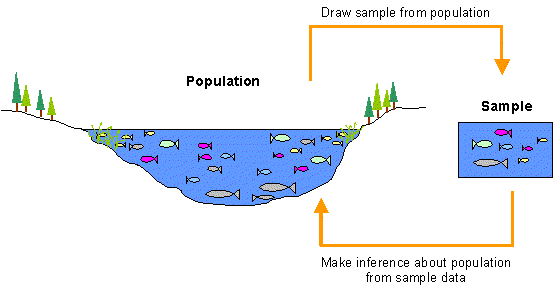 Draw sample from population
Population
Sample
Make inference about population
from sample data